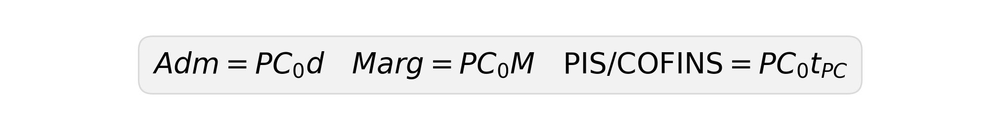 Adm = PC₀d   Marg = PC₀M   PIS/COFINS = PC₀t_PC